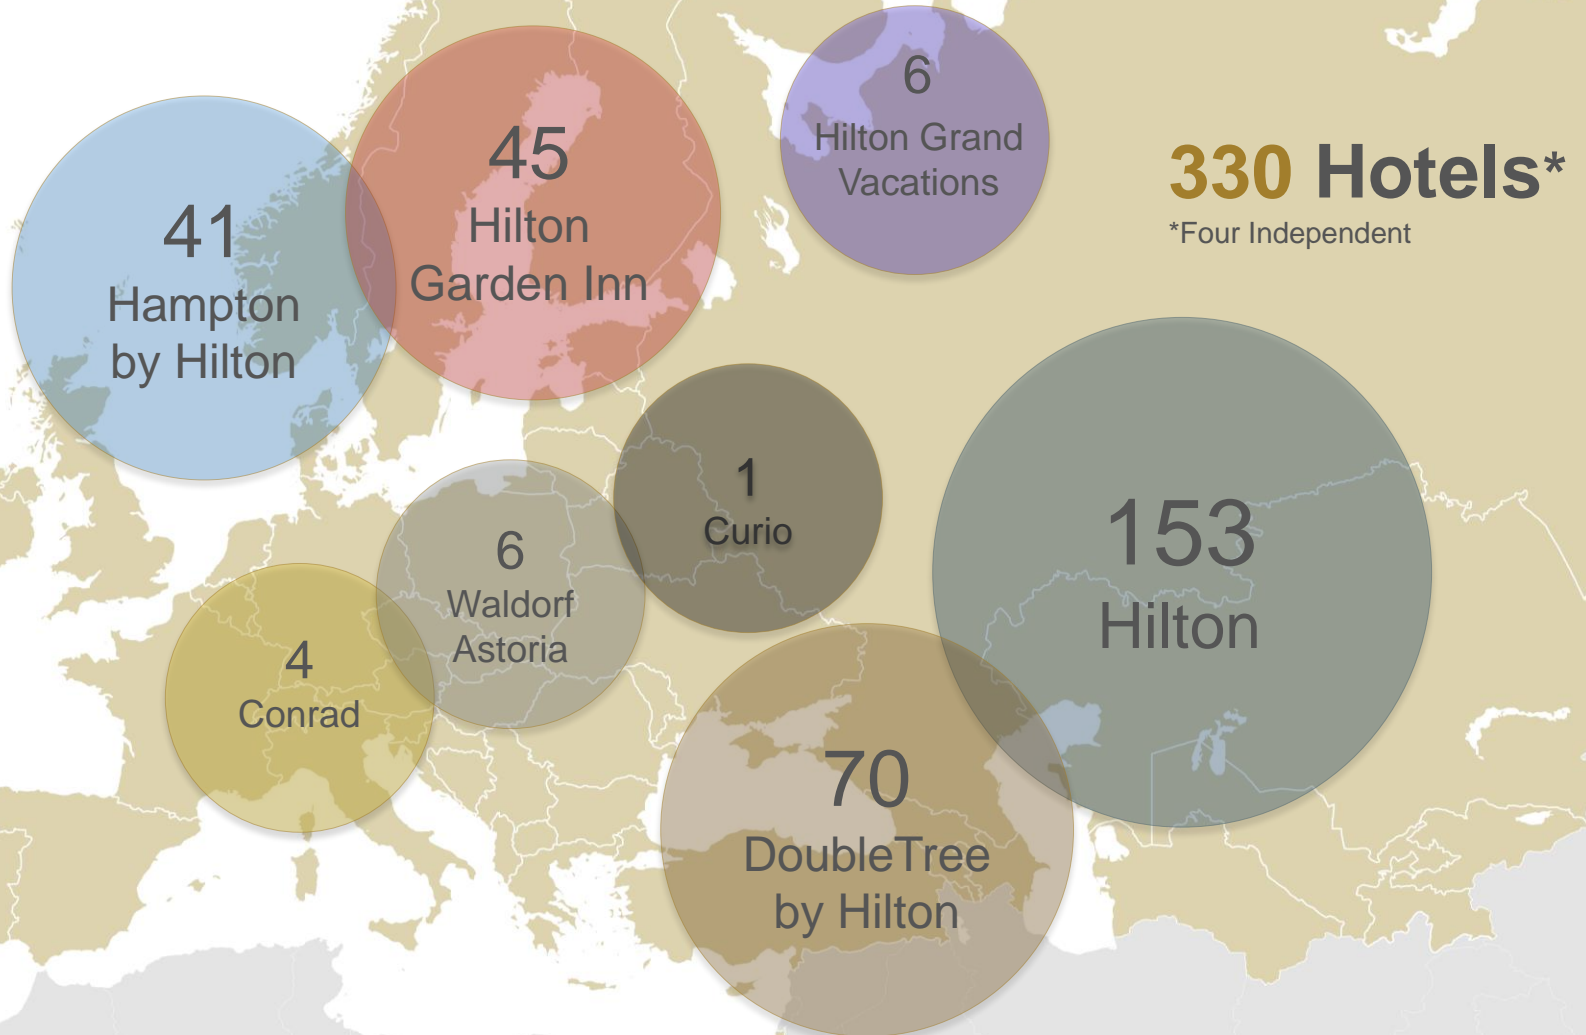 6
Hilton Grand
Vacations
45
Hilton
Garden Inn
330 Hotels*
*Four Independent
41
Hampton
by Hilton
1
Curio
153
Hilton
6
Waldorf
Astoria
4
Conrad
70
DoubleTree
by Hilton